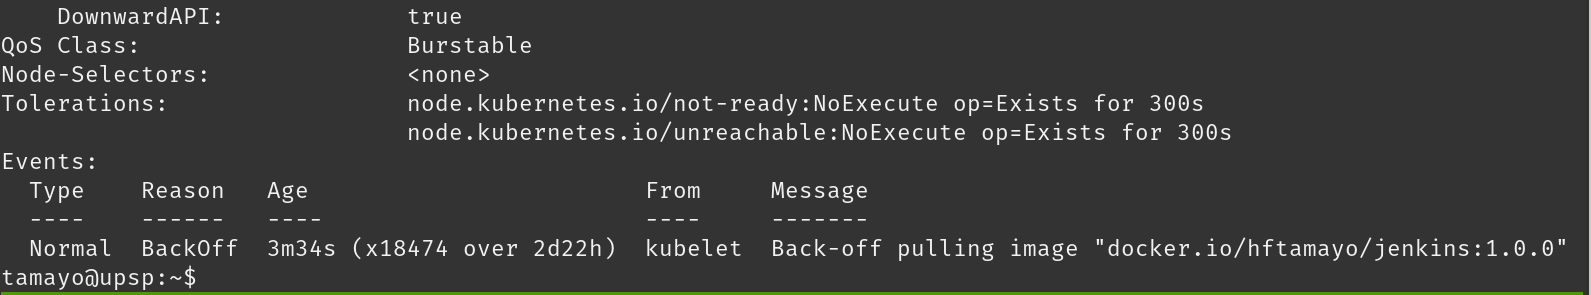 DownwardAPI: true
QoS Class: Burstable
Node-Selectors: <none>
Tolerations: node.kubernetes.io/not-ready:NoExecute op=Exists for 300s
node.kubernetes.io/unreachable:NoExecute op=Exists for 300s
Events:
Type Reason Age From Message
---- ------ ---- ---- -------
Normal BackOff 3m34s (x18474 over 2d22h) kubelet Back-off pulling image "docker.io/hftamayo/jenkins:1.0.0"
tamayo@upsp:~$